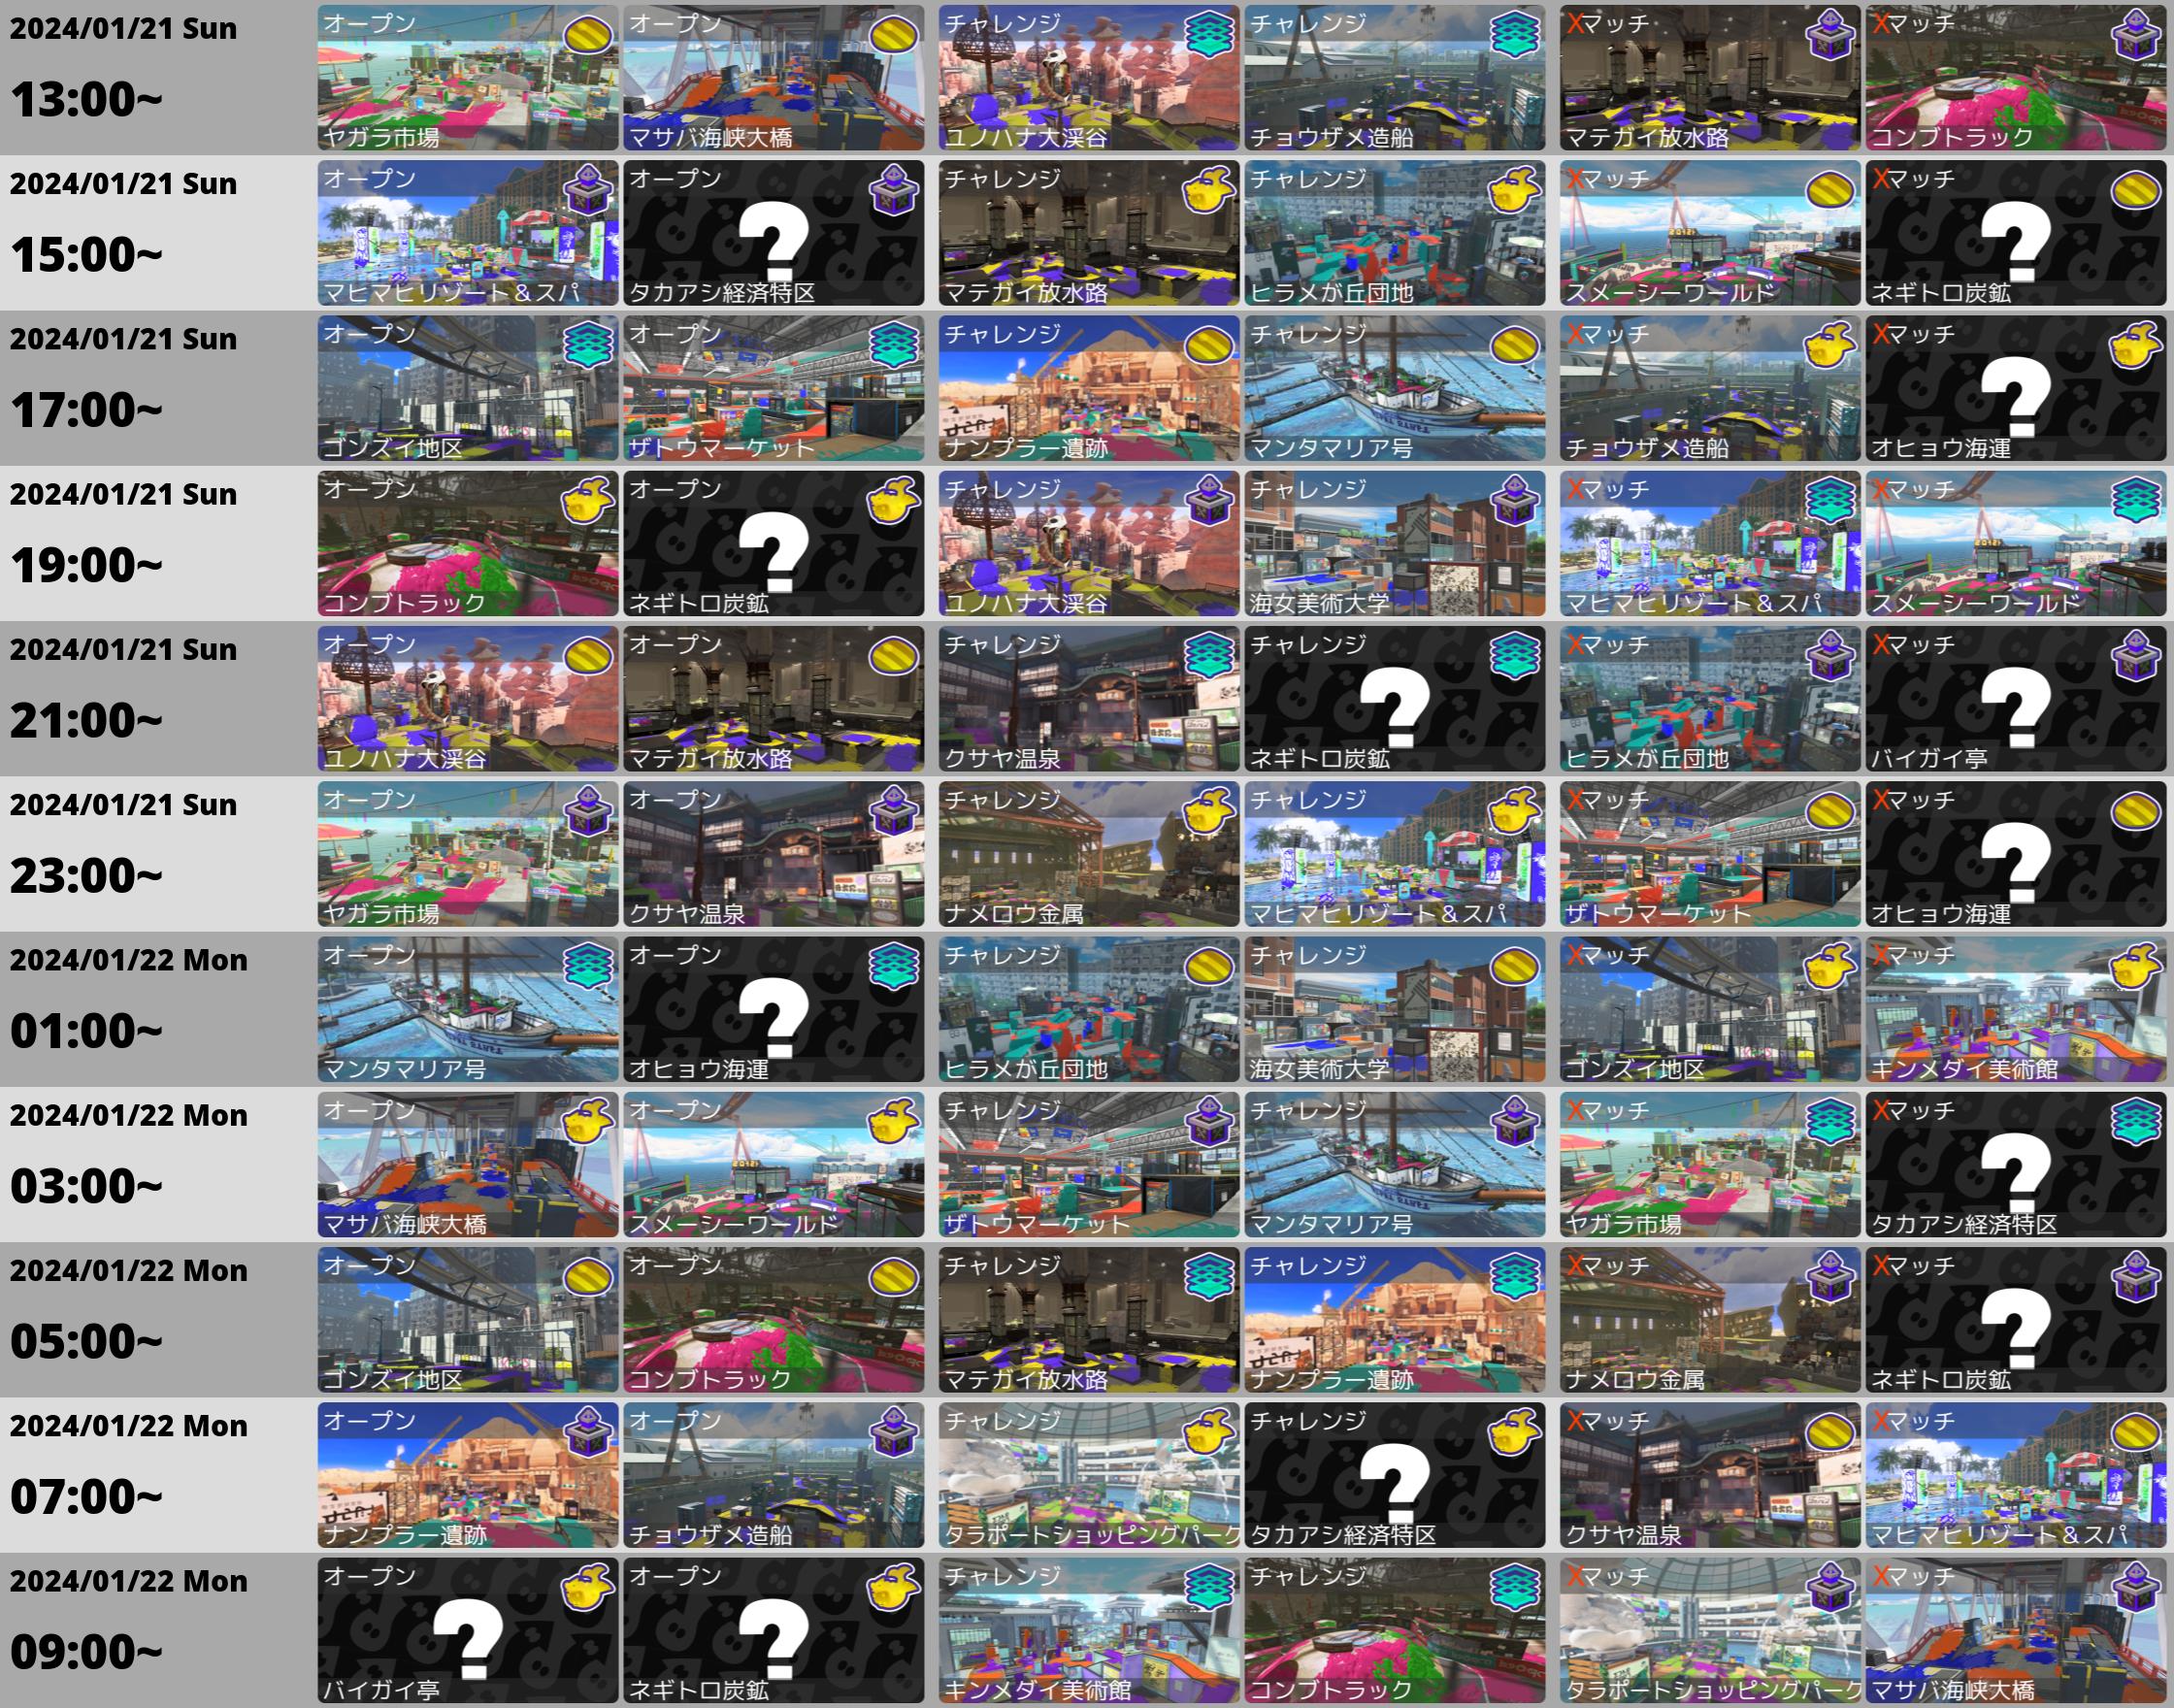 2024/01/21 Sun
13:00~
オープン オープン チャレンジ チャレンジ Xマッチ Xマッチ
ヤガラ市場 マサバ海峡大橋 ユノハナ大渓谷 チョウザメ造船 マテガイ放水路 コンブトラック
2024/01/21 Sun
15:00~
オープン オープン チャレンジ チャレンジ Xマッチ Xマッチ
?
?
マヒマヒリゾート＆スパ タカアシ経済特区 マテガイ放水路 ヒラメが丘団地 スメーシーワールド ネギトロ炭鉱
2024/01/21 Sun
17:00~
オープン オープン チャレンジ チャレンジ Xマッチ Xマッチ
?
ゴンズイ地区 ザトウマーケット ナンプラー遺跡 マンタマリア号 チョウザメ造船 オヒョウ海運
2024/01/21 Sun
19:00~
オープン オープン チャレンジ チャレンジ Xマッチ Xマッチ
?
コンブトラック ネギトロ炭鉱 ユノハナ大渓谷 海女美術大学 マヒマヒリゾート＆スパ スメーシーワールド
2024/01/21 Sun
21:00~
オープン オープン チャレンジ チャレンジ Xマッチ Xマッチ
?
?
ユノハナ大渓谷 マテガイ放水路 クサヤ温泉 ネギトロ炭鉱 ヒラメが丘団地 バイガイ亭
2024/01/21 Sun
23:00~
オープン オープン チャレンジ チャレンジ Xマッチ Xマッチ
?
ヤガラ市場 クサヤ温泉 ナメロウ金属 マヒマヒリゾート＆スパ ザトウマーケット オヒョウ海運
2024/01/22 Mon
01:00~
オープン オープン チャレンジ チャレンジ Xマッチ Xマッチ
?
マンタマリア号 オヒョウ海運 ヒラメが丘団地 海女美術大学 ゴンズイ地区 キンメダイ美術館
2024/01/22 Mon
03:00~
オープン オープン チャレンジ チャレンジ Xマッチ Xマッチ
?
マサバ海峡大橋 スメーシーワールド ザトウマーケット マンタマリア号 ヤガラ市場 タカアシ経済特区
2024/01/22 Mon
05:00~
オープン オープン チャレンジ チャレンジ Xマッチ Xマッチ
?
ゴンズイ地区 コンブトラック マテガイ放水路 ナンプラー遺跡 ナメロウ金属 ネギトロ炭鉱
2024/01/22 Mon
07:00~
オープン オープン チャレンジ チャレンジ Xマッチ Xマッチ
?
ナンプラー遺跡 チョウザメ造船 タラポートショッピングパーク タカアシ経済特区 クサヤ温泉 マヒマヒリゾート＆スパ
2024/01/22 Mon
09:00~
オープン オープン チャレンジ チャレンジ Xマッチ Xマッチ
?
?
バイガイ亭 ネギトロ炭鉱 キンメダイ美術館 コンブトラック タラポートショッピングパーク マサバ海峡大橋